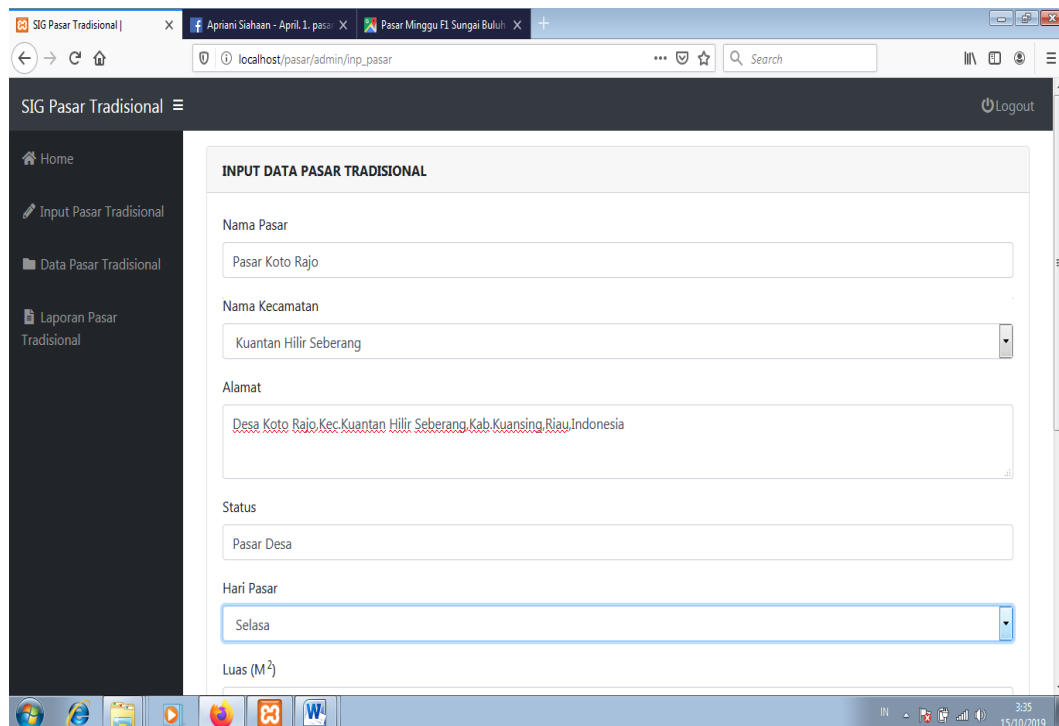 SIG Pasar Tradisional |
Apriani Siahaan - April. 1. pasar
Pasar Minggu F1 Sungai Buluh
localhost/pasar/admin/inp_pasar
Search
SIG Pasar Tradisional
Logout
Home
Input Pasar Tradisional
Data Pasar Tradisional
Laporan Pasar
Tradisional
INPUT DATA PASAR TRADISIONAL
Nama Pasar
Pasar Koto Rajo
Nama Kecamatan
Kuantan Hilir Seberang
Alamat
Desa Koto Rajo,Kec.Kuantan Hilir Seberang,Kab.Kuansing,Riau,Indonesia
Status
Pasar Desa
Hari Pasar
Selasa
Luas (M²)
IN
3:35
15/10/2019